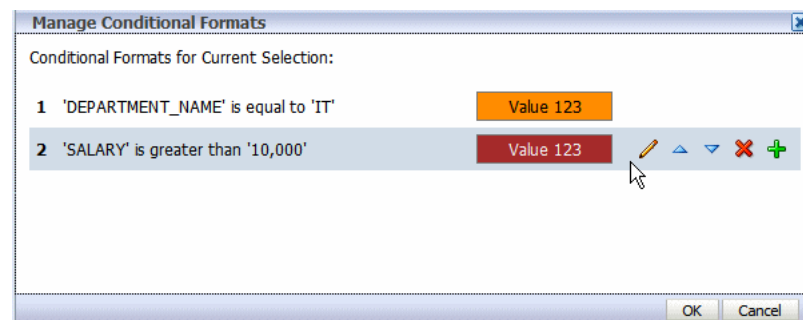 Manage Conditional Formats
Conditional Formats for Current Selection:
1 'DEPARTMENT_NAME' is equal to 'IT' Value 123
2 'SALARY' is greater than '10,000' Value 123
OK Cancel